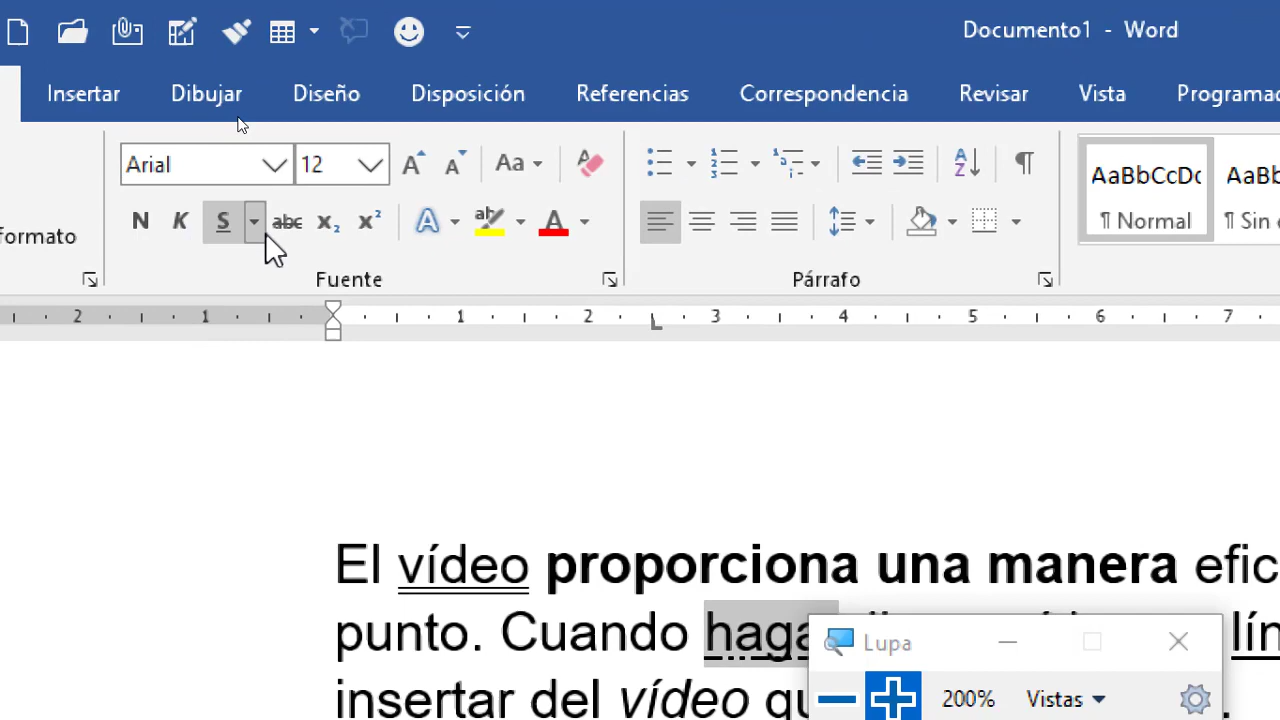 Documento1 - Word
Insertar Dibujar Diseño Disposición Referencias Correspondencia Revisar Vista
Arial 12 Aa AaBbCcDc AaBb
N K S abc x₂ x² A aby A ¶ Normal ¶ Sin
formato Fuente Párrafo
2 1 1 2 3 4 5 6 7
El vídeo proporciona una manera
punto. Cuando haga
Lupa
insertar del vídeo
200% Vistas